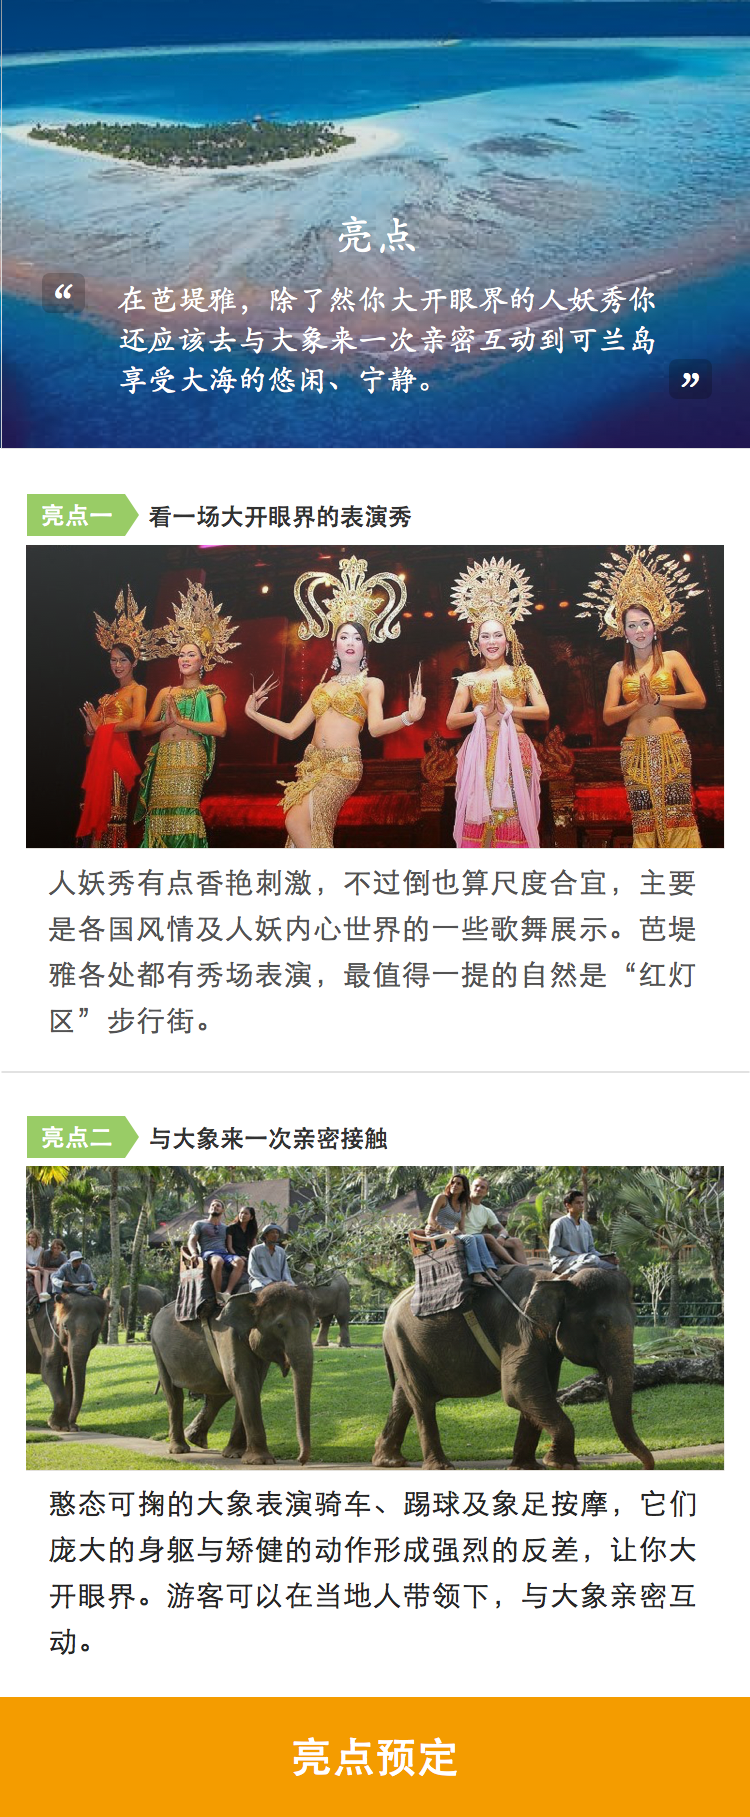 亮点
“
在芭堤雅，除了然你大开眼界的人妖秀你
还应该去与大象来一次亲密互动到可兰岛
享受大海的悠闲、宁静。
”
亮点一 看一场大开眼界的表演秀
人妖秀有点香艳刺激，不过倒也算尺度合宜，主要
是各国风情及人妖内心世界的一些歌舞展示。芭堤
雅各处都有秀场表演，最值得一提的自然是“红灯
区”步行街。
亮点二 与大象来一次亲密接触
憨态可掬的大象表演骑车、踢球及象足按摩，它们
庞大的身躯与矫健的动作形成强烈的反差，让你大
开眼界。游客可以在当地人带领下，与大象亲密互
动。
亮点预定